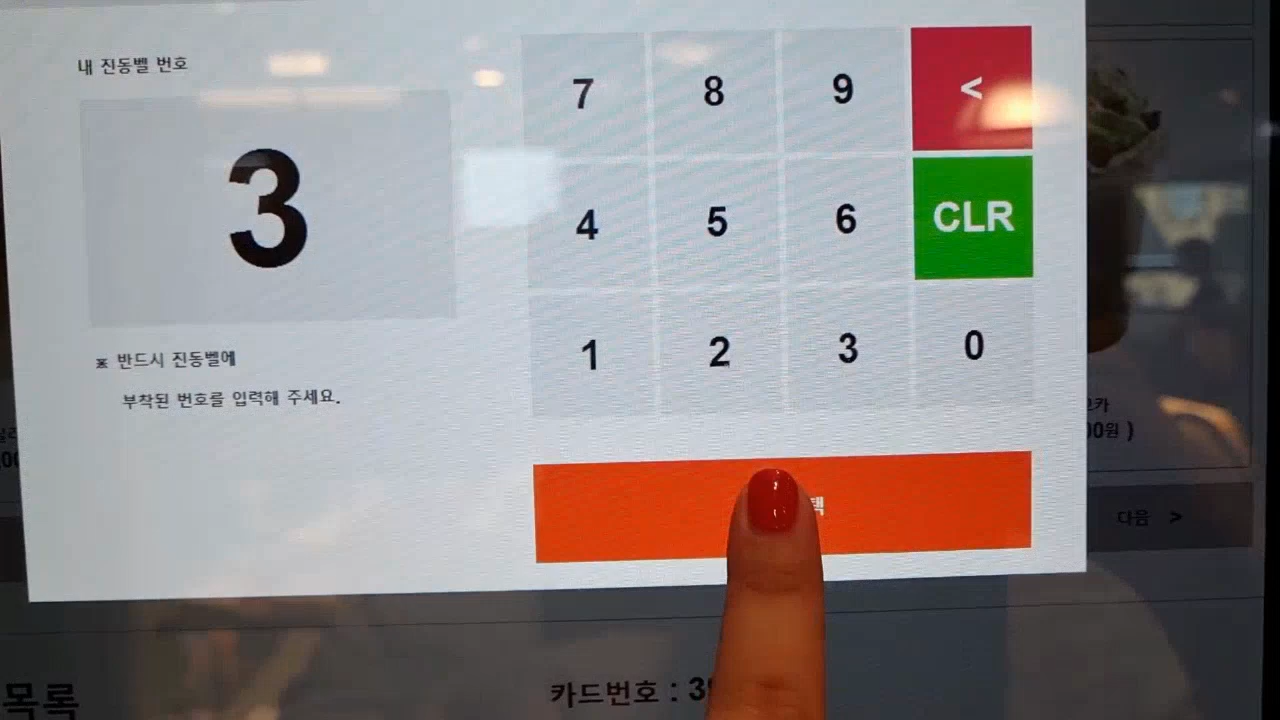 내 진동벨 번호
3
※ 반드시 진동벨에
부착된 번호를 입력해 주세요.
7 8 9 <
4 5 6 CLR
1 2 3 0
택
다음 >
목록
카드번호 : 3